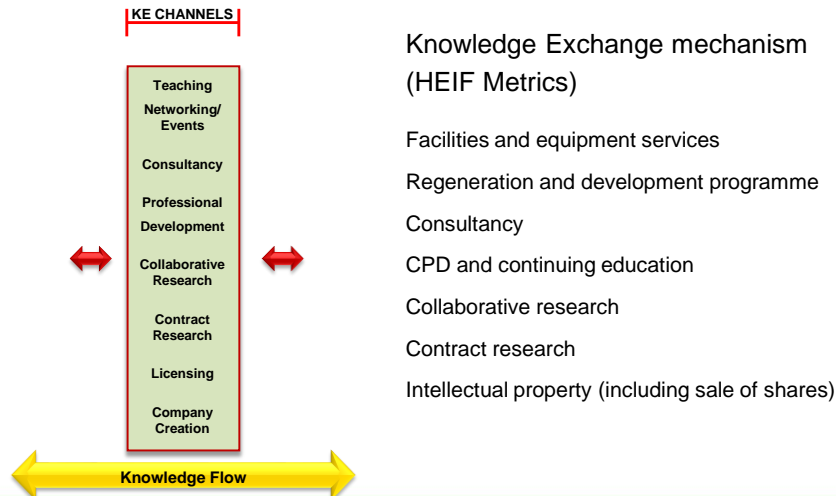 KE CHANNELS
Teaching
Networking/
Events
Consultancy
Professional
Development
Collaborative
Research
Contract
Research
Licensing
Company
Creation
Knowledge Flow
Knowledge Exchange mechanism
(HEIF Metrics)
Facilities and equipment services
Regeneration and development programme
Consultancy
CPD and continuing education
Collaborative research
Contract research
Intellectual property (including sale of shares)